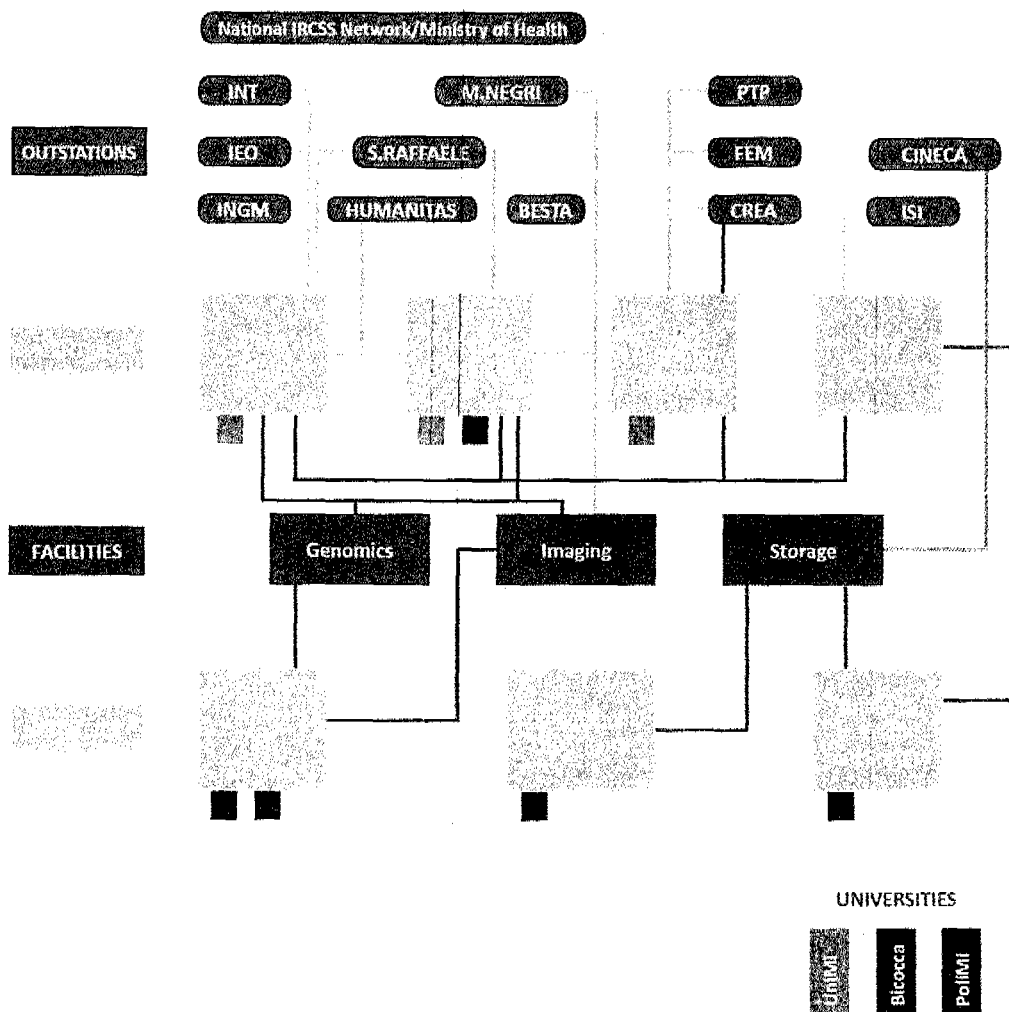 National IRCSS Network/Ministry of Health
INT
M.NEGRI
PTP
OUTSTATIONS
IEO
S.RAFFAELE
FEM
CINECA
INGM
HUMANITAS
BESTA
CREA
ISI
FACILITIES
Genomics
Imaging
Storage
UNIVERSITIES
UniMi
Bicocca
PoliMi